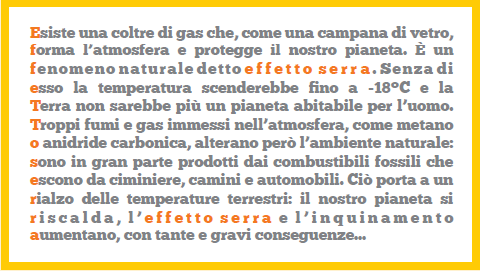 Esiste una coltre di gas che, come una campana di vetro,
forma l'atmosfera e protegge il nostro pianeta. È un
fenomeno naturale detto effetto serra. Senza di
esso la temperatura scenderebbe fino a -18°C e la
Terra non sarebbe più un pianeta abitabile per l'uomo.
Troppi fumi e gas immessi nell'atmosfera, come metano
o anidride carbonica, alterano però l'ambiente naturale:
sono in gran parte prodotti dai combustibili fossili che
escono da ciminiere, camini e automobili. Ciò porta a un
rialzo delle temperature terrestri: il nostro pianeta si
riscalda, l'effetto serra e l'inquinamento
aumentano, con tante e gravi conseguenze...